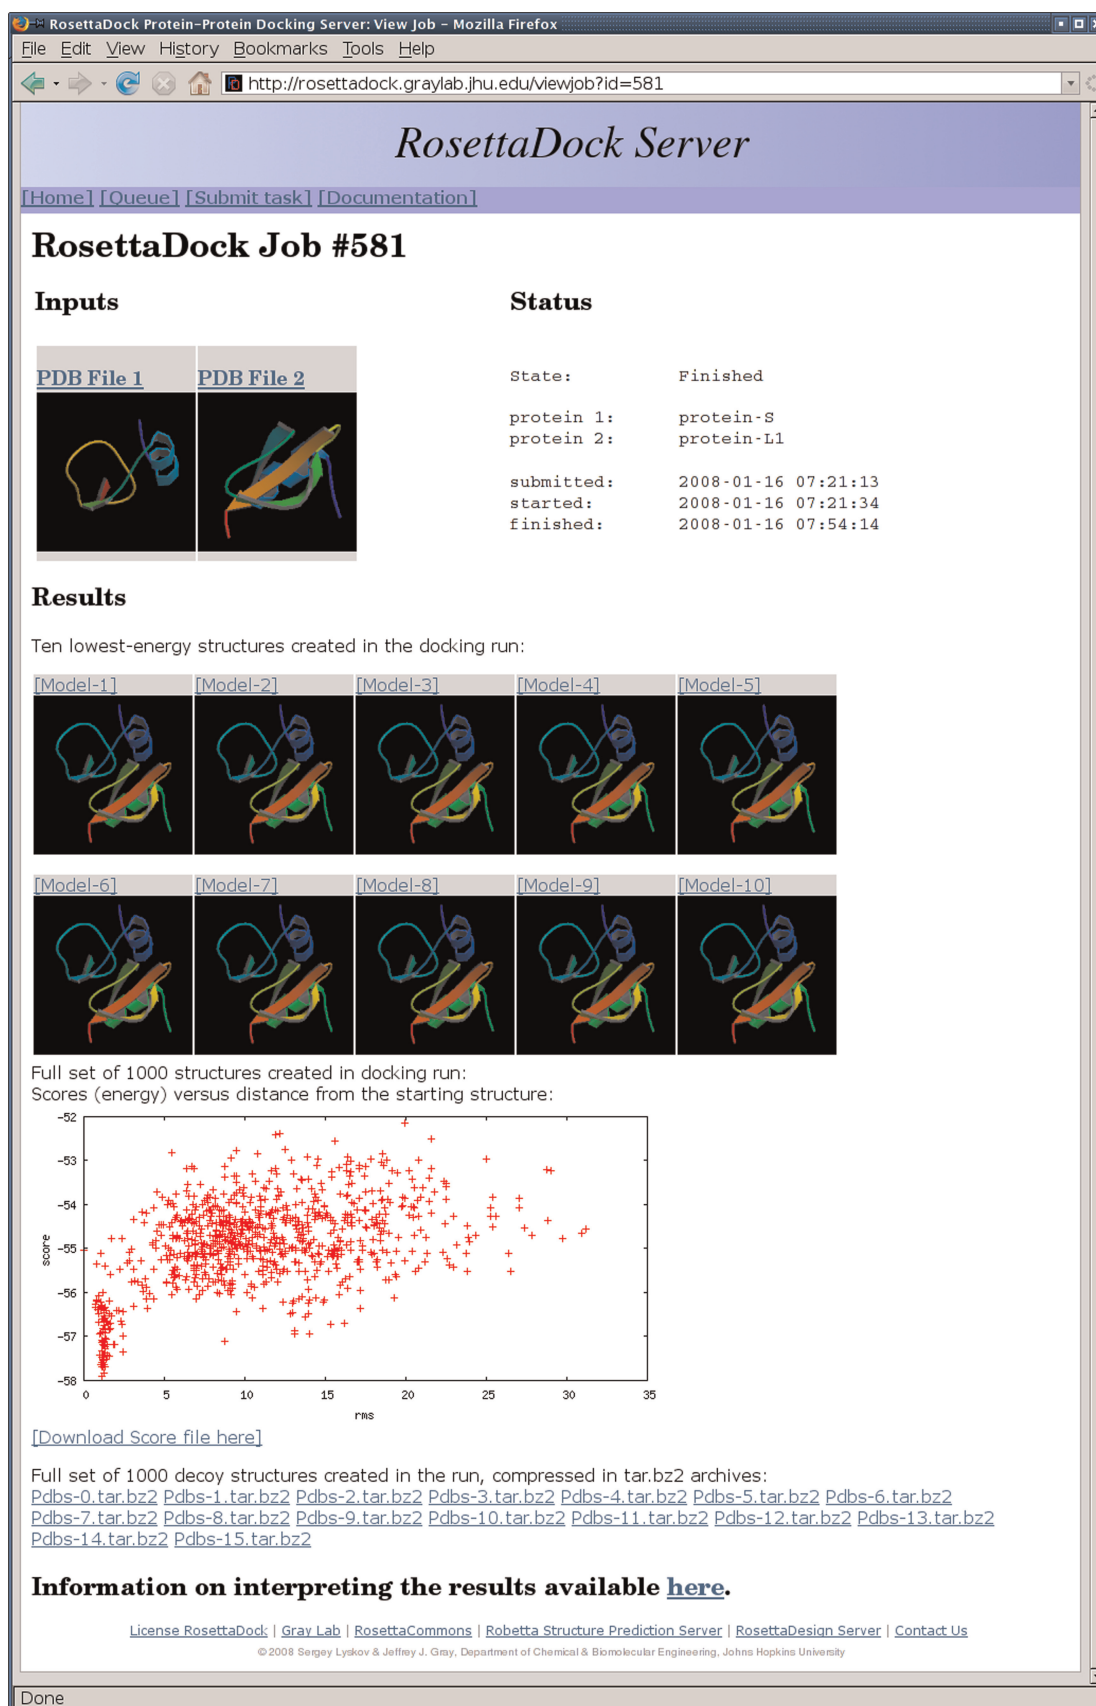 RosettaDock Protein-Protein Docking Server: View Job - Mozilla Firefox
File Edit View History Bookmarks Tools Help
http://rosettadock.graylab.jhu.edu/viewjob?id=581
RosettaDock Server
[Home] [Queue] [Submit task] [Documentation]
RosettaDock Job #581
Inputs
Status
PDB File 1 PDB File 2
State: Finished
protein 1: protein-S
protein 2: protein-L1
submitted: 2008-01-16 07:21:13
started: 2008-01-16 07:21:34
finished: 2008-01-16 07:54:14
Results
Ten lowest-energy structures created in the docking run:
[Model-1] [Model-2] [Model-3] [Model-4] [Model-5]
[Model-6] [Model-7] [Model-8] [Model-9] [Model-10]
Full set of 1000 structures created in docking run:
Scores (energy) versus distance from the starting structure:
-52
-53
-54
-55
-56
-57
-58
score
0 5 10 15 20 25 30 35
rms
[Download Score file here]
Full set of 1000 decoy structures created in the run, compressed in tar.bz2 archives:
Pdbs-0.tar.bz2 Pdbs-1.tar.bz2 Pdbs-2.tar.bz2 Pdbs-3.tar.bz2 Pdbs-4.tar.bz2 Pdbs-5.tar.bz2 Pdbs-6.tar.bz2
Pdbs-7.tar.bz2 Pdbs-8.tar.bz2 Pdbs-9.tar.bz2 Pdbs-10.tar.bz2 Pdbs-11.tar.bz2 Pdbs-12.tar.bz2 Pdbs-13.tar.bz2
Pdbs-14.tar.bz2 Pdbs-15.tar.bz2
Information on interpreting the results available here.
License RosettaDock | Gray Lab | RosettaCommons | Robetta Structure Prediction Server | RosettaDesign Server | Contact Us
©2008 Sergey Lyskov & Jeffrey J. Gray, Department of Chemical & Biomolecular Engineering, Johns Hopkins University
Done